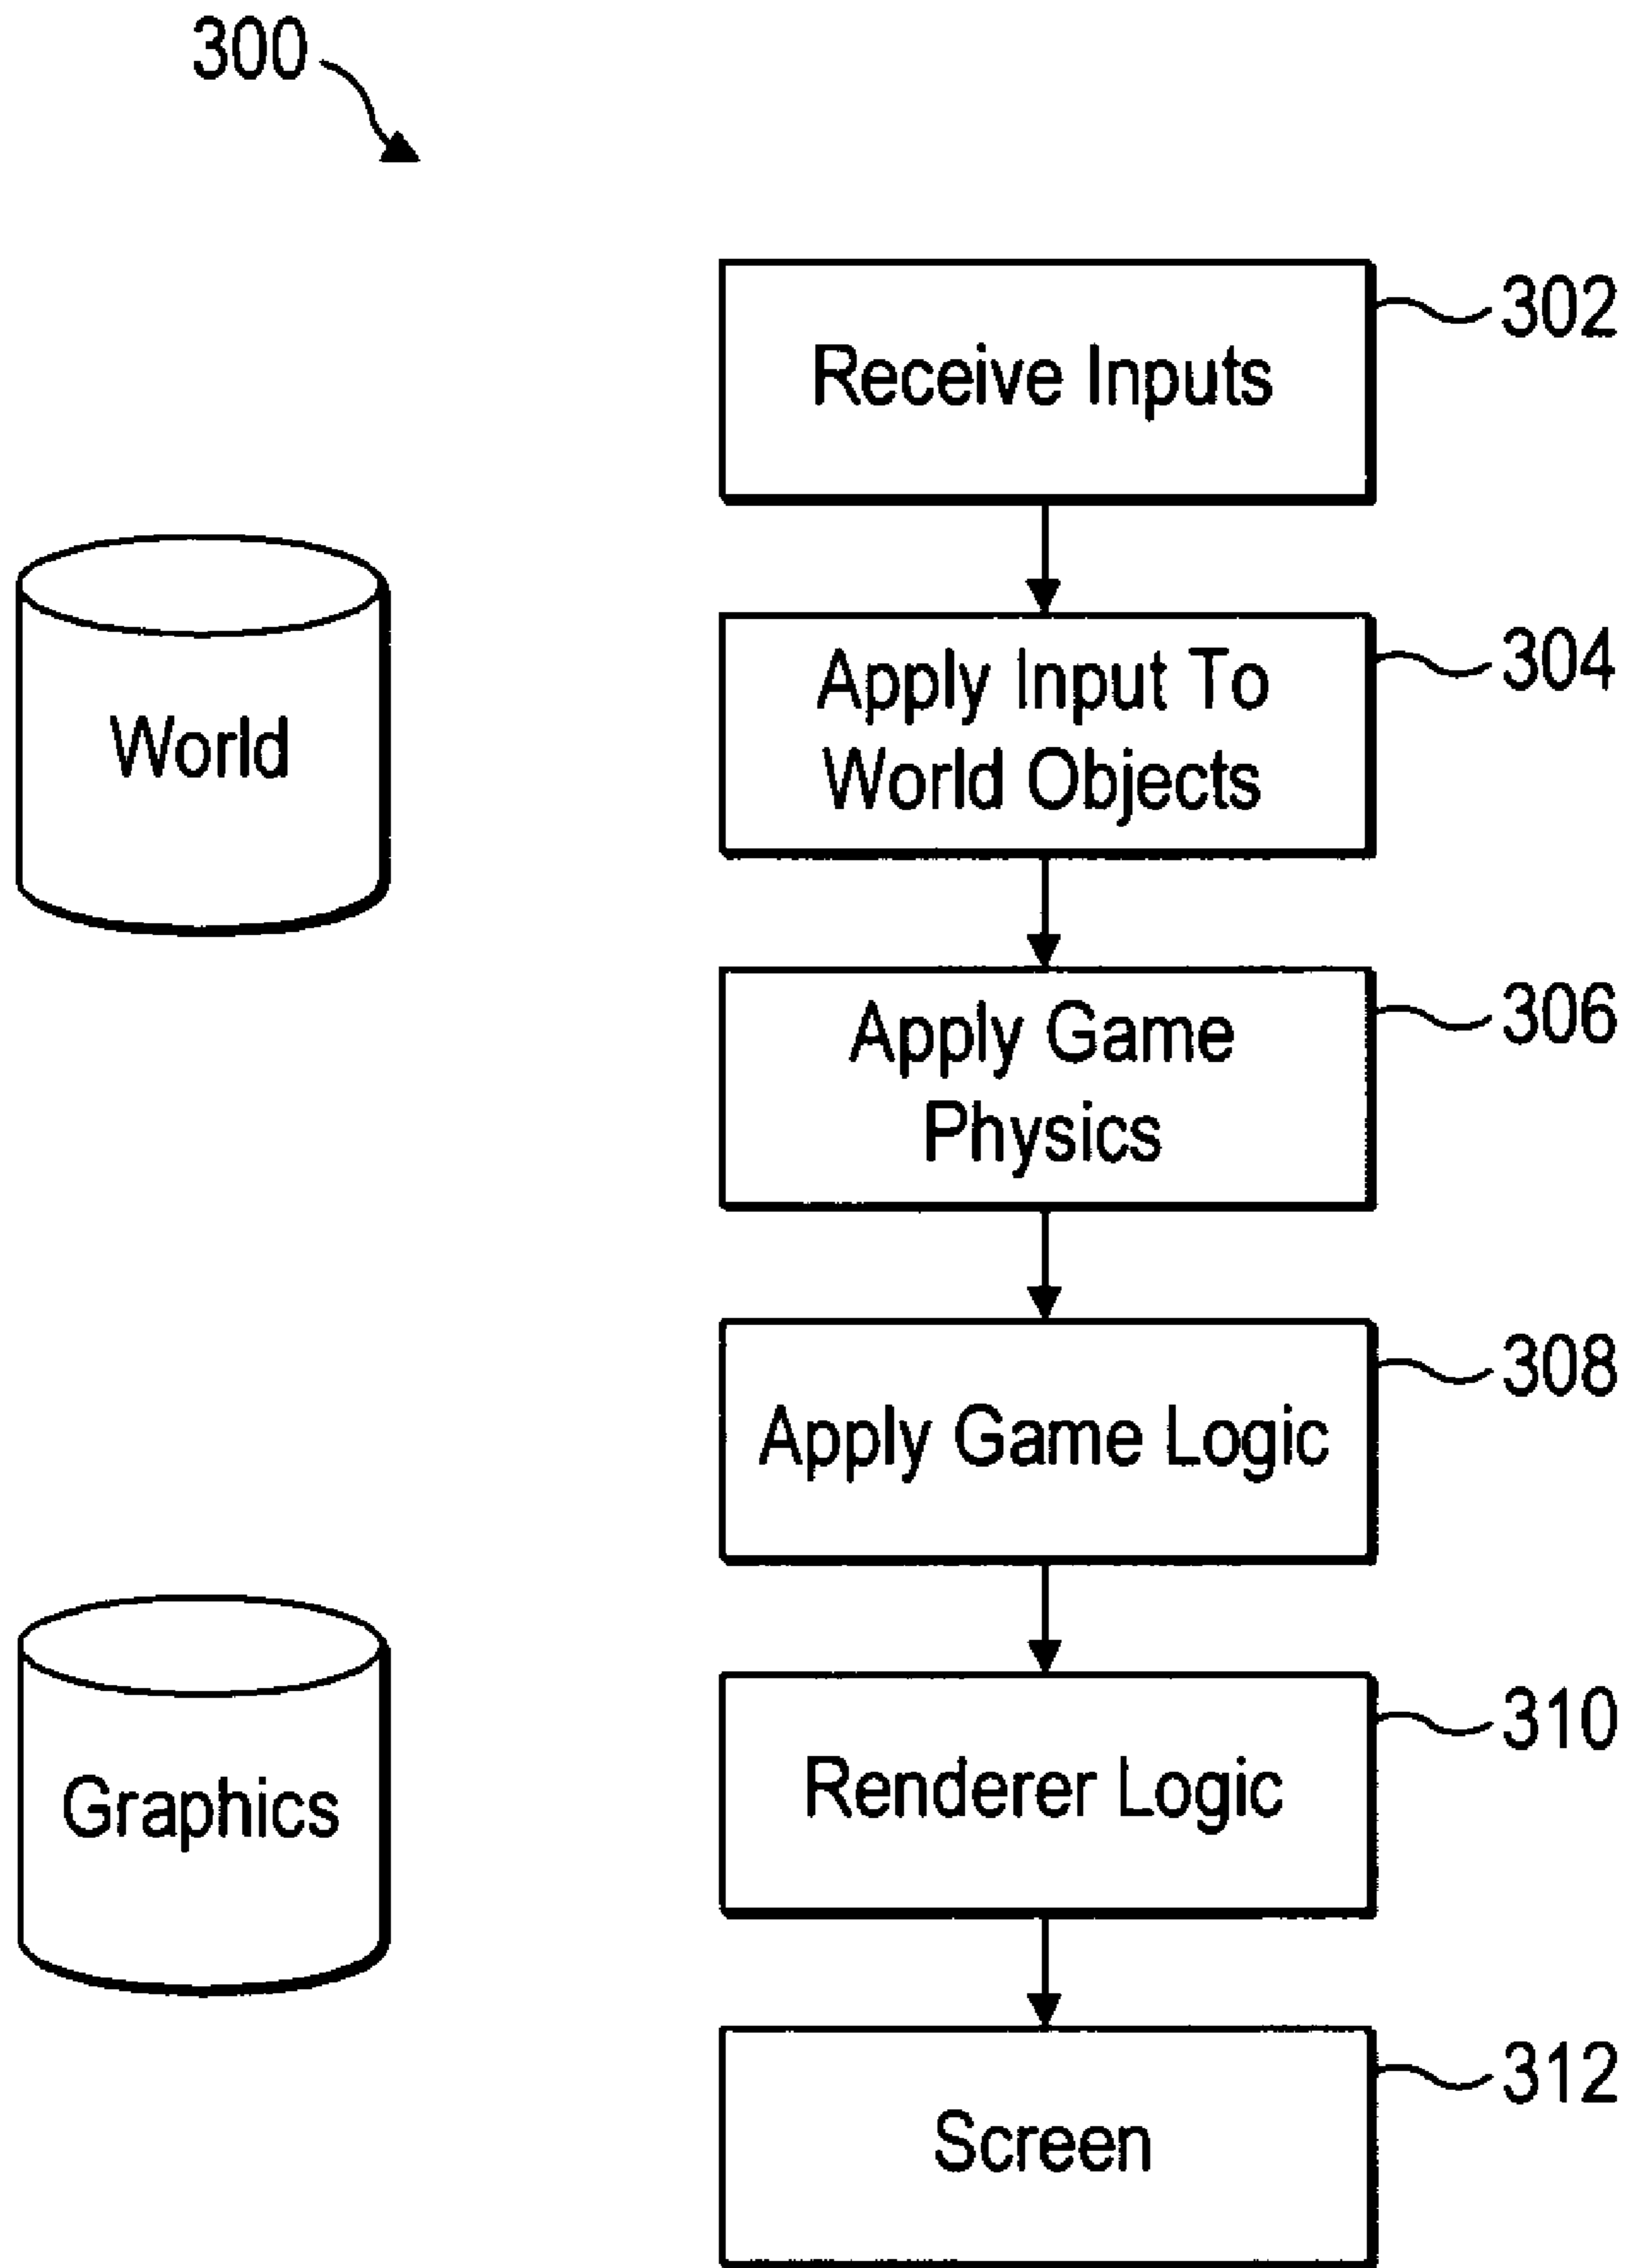 300
302
Receive Inputs
304
Apply Input To
World Objects
World
306
Apply Game
Physics
308
Apply Game Logic
310
Renderer Logic
Graphics
312
Screen